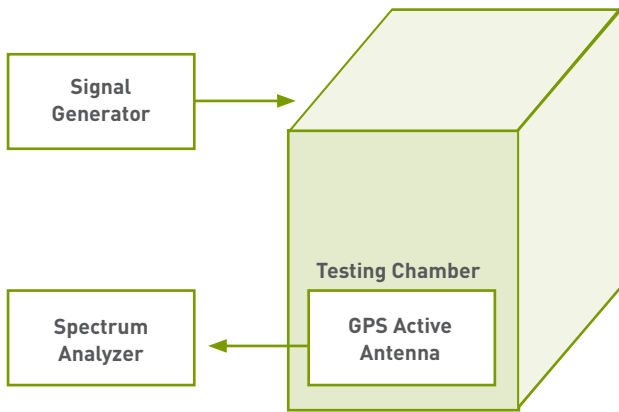 Signal
Generator
Testing Chamber
Spectrum
Analyzer
GPS Active
Antenna